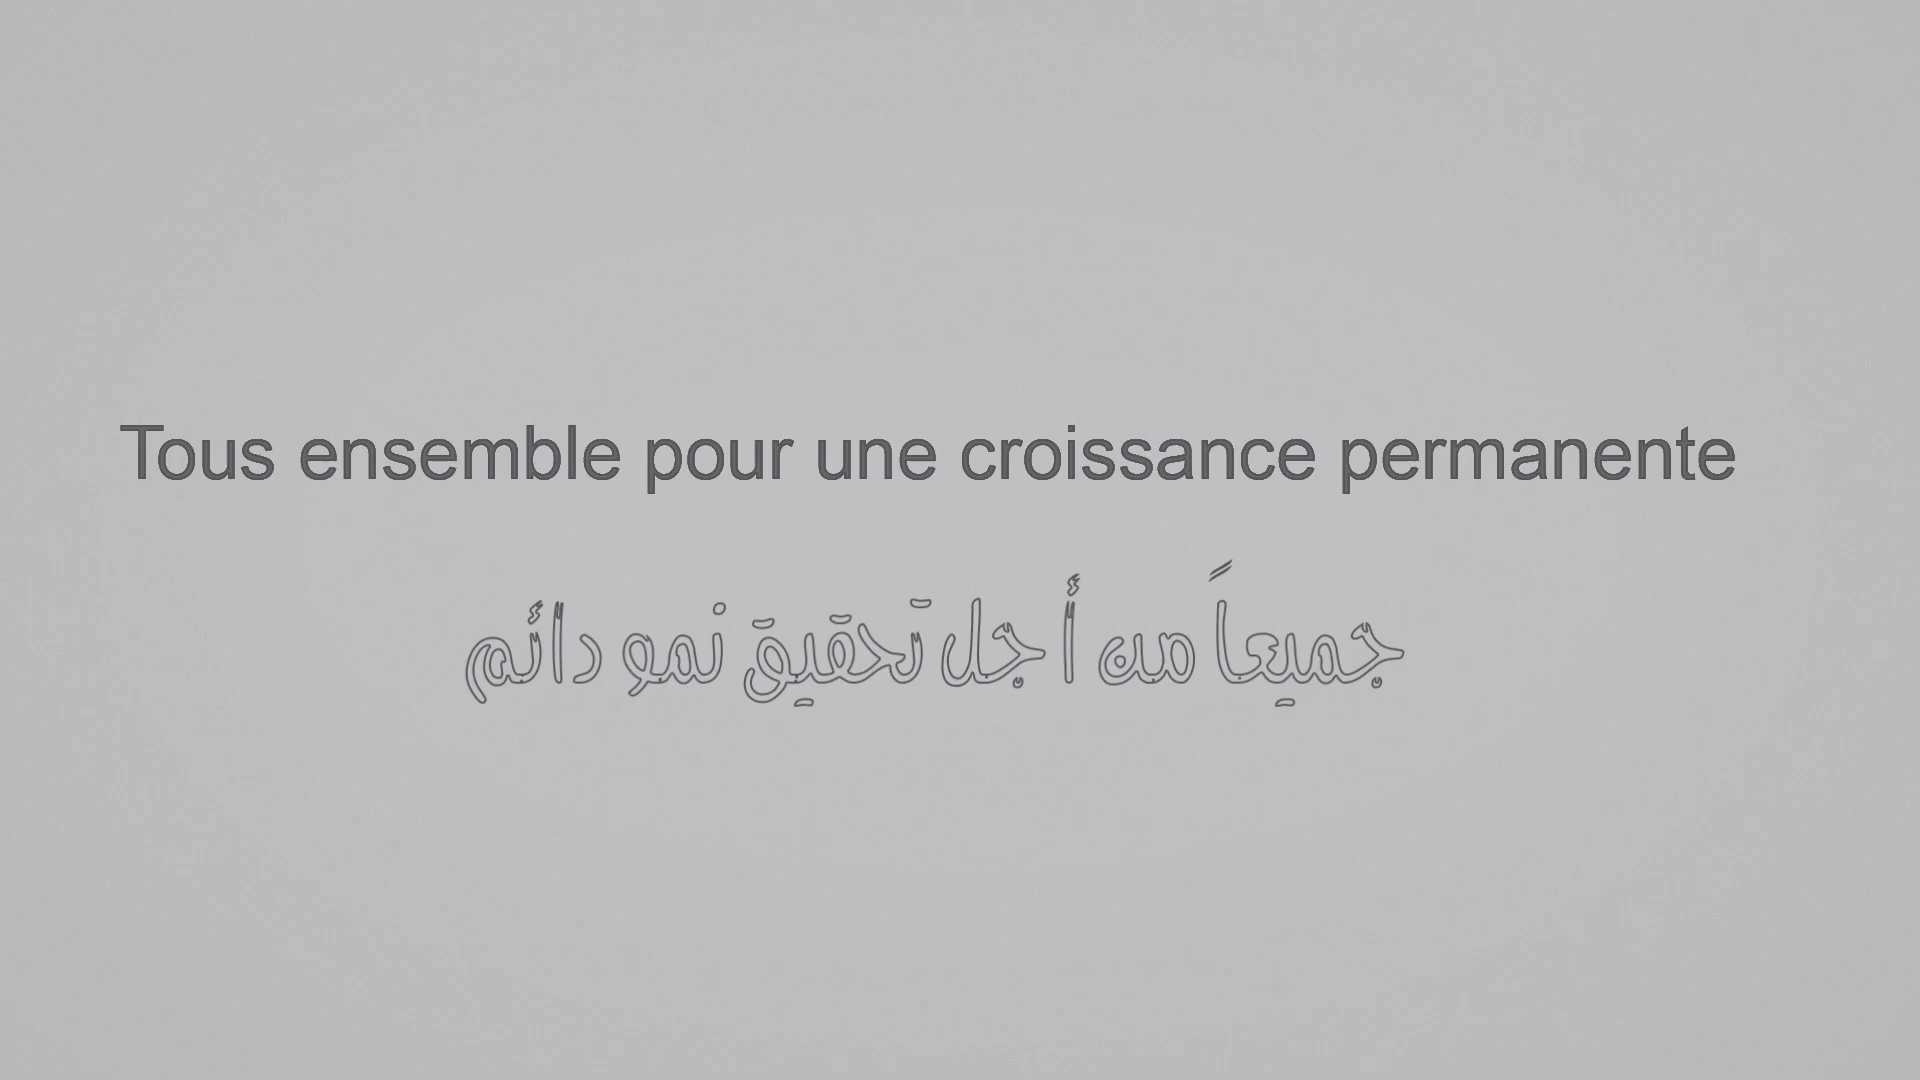 Tous ensemble pour une croissance permanente
جميعاً من أجل تحقيق نمو دائم